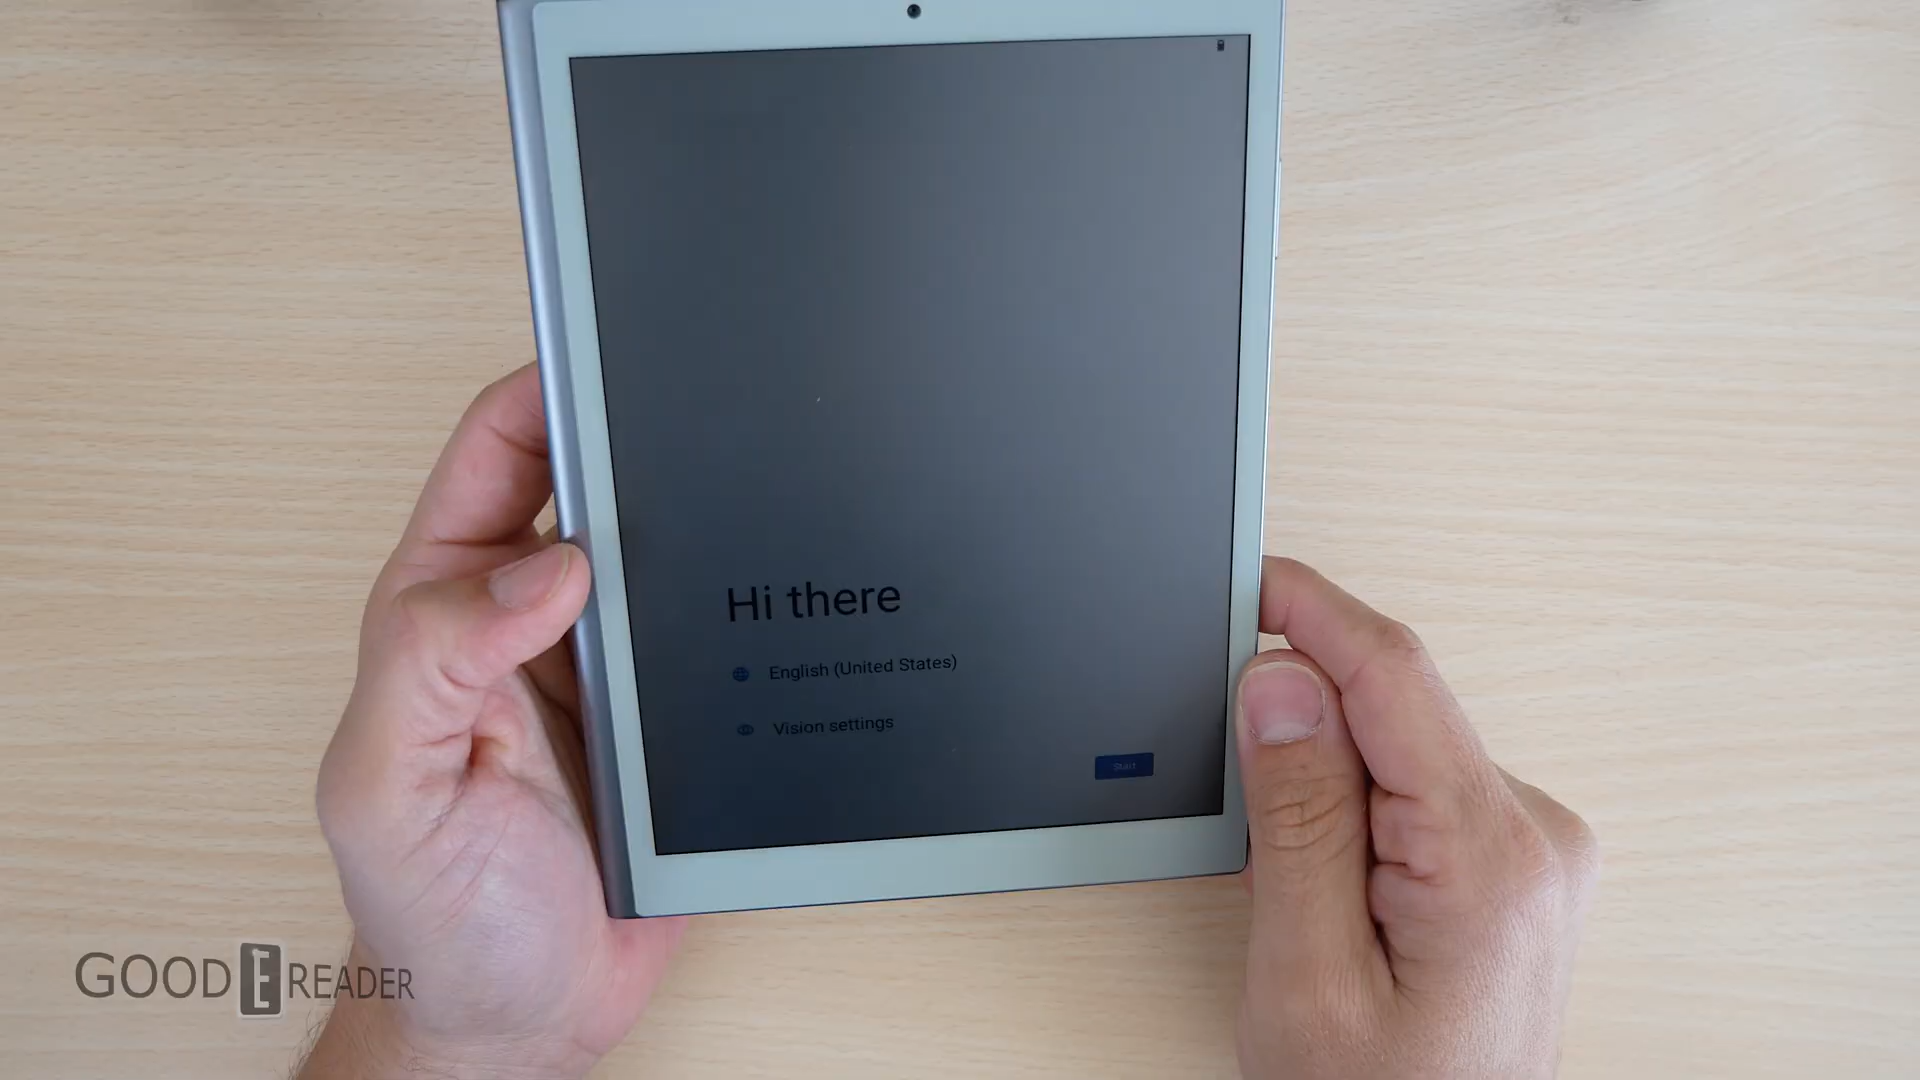 Hi there
English (United States)
Vision settings
Start
GOOD E READER